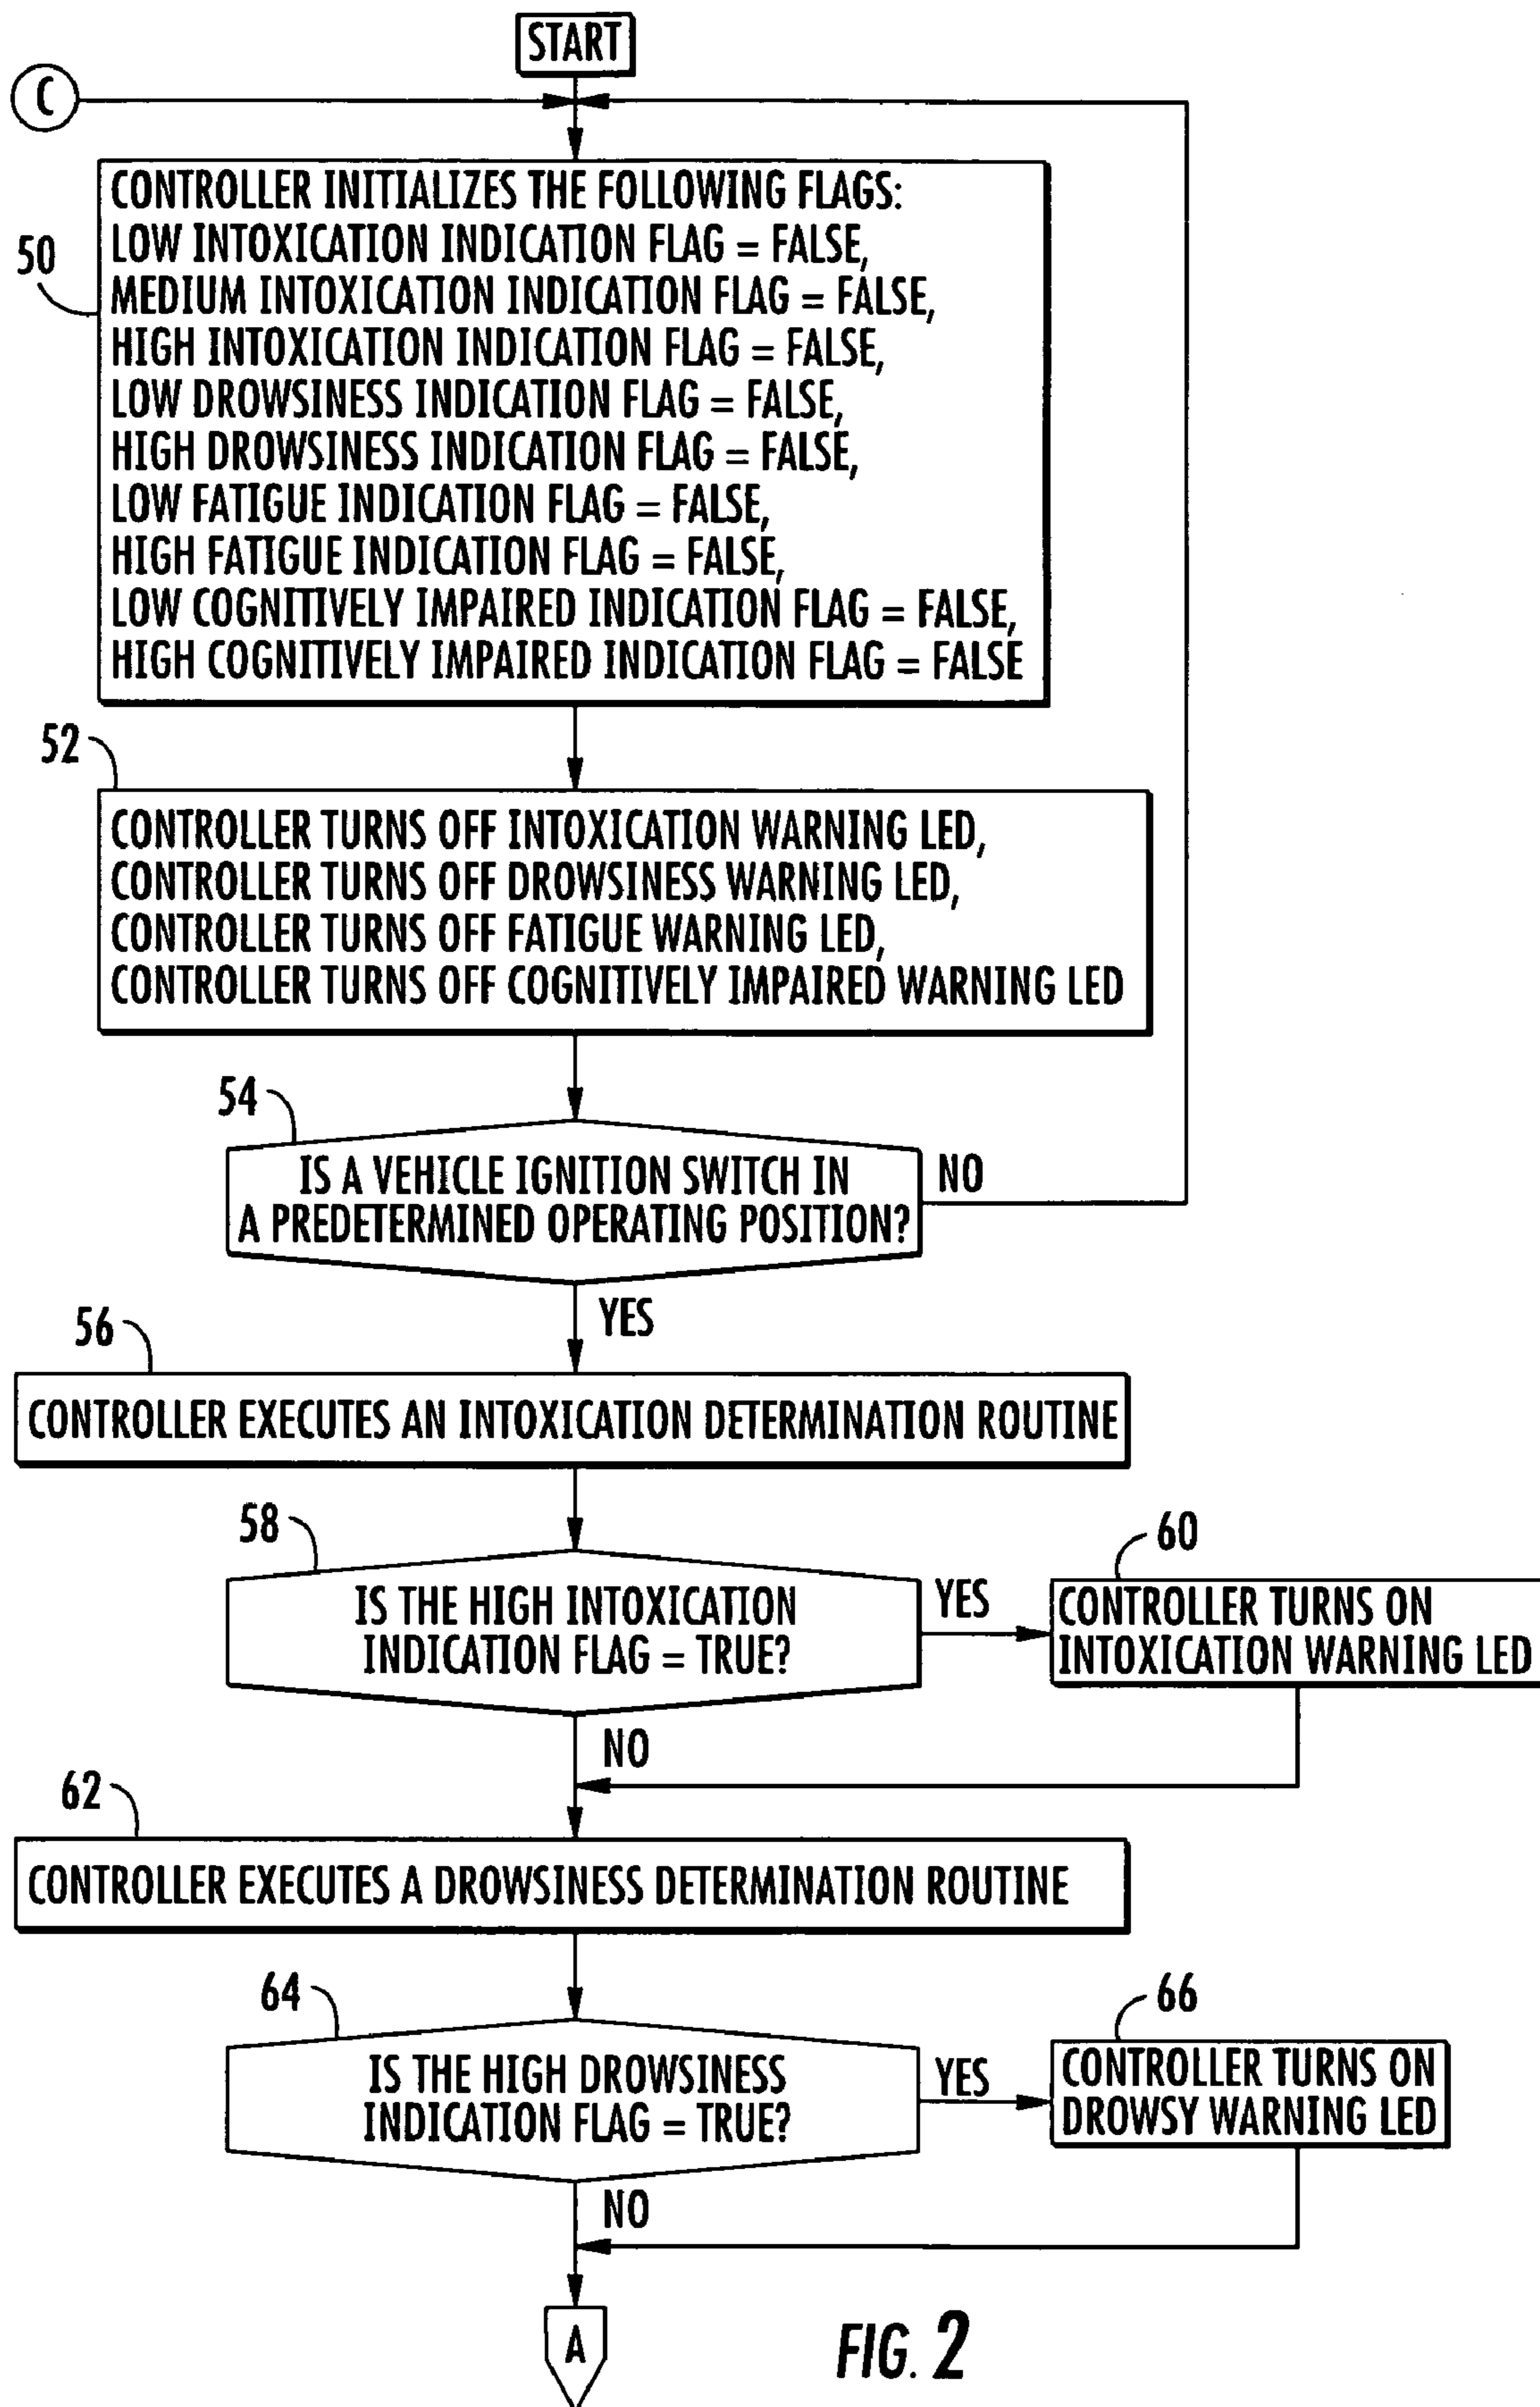 START
C
50
CONTROLLER INITIALIZES THE FOLLOWING FLAGS:
LOW INTOXICATION INDICATION FLAG = FALSE,
MEDIUM INTOXICATION INDICATION FLAG = FALSE,
HIGH INTOXICATION INDICATION FLAG = FALSE,
LOW DROWSINESS INDICATION FLAG = FALSE,
HIGH DROWSINESS INDICATION FLAG = FALSE,
LOW FATIGUE INDICATION FLAG = FALSE,
HIGH FATIGUE INDICATION FLAG = FALSE,
LOW COGNITIVELY IMPAIRED INDICATION FLAG = FALSE,
HIGH COGNITIVELY IMPAIRED INDICATION FLAG = FALSE
52
CONTROLLER TURNS OFF INTOXICATION WARNING LED,
CONTROLLER TURNS OFF DROWSINESS WARNING LED,
CONTROLLER TURNS OFF FATIGUE WARNING LED,
CONTROLLER TURNS OFF COGNITIVELY IMPAIRED WARNING LED
54
IS A VEHICLE IGNITION SWITCH IN
A PREDETERMINED OPERATING POSITION?
NO
YES
56
CONTROLLER EXECUTES AN INTOXICATION DETERMINATION ROUTINE
58
IS THE HIGH INTOXICATION
INDICATION FLAG = TRUE?
YES
60
CONTROLLER TURNS ON
INTOXICATION WARNING LED
NO
62
CONTROLLER EXECUTES A DROWSINESS DETERMINATION ROUTINE
64
IS THE HIGH DROWSINESS
INDICATION FLAG = TRUE?
YES
66
CONTROLLER TURNS ON
DROWSY WARNING LED
NO
A
FIG. 2